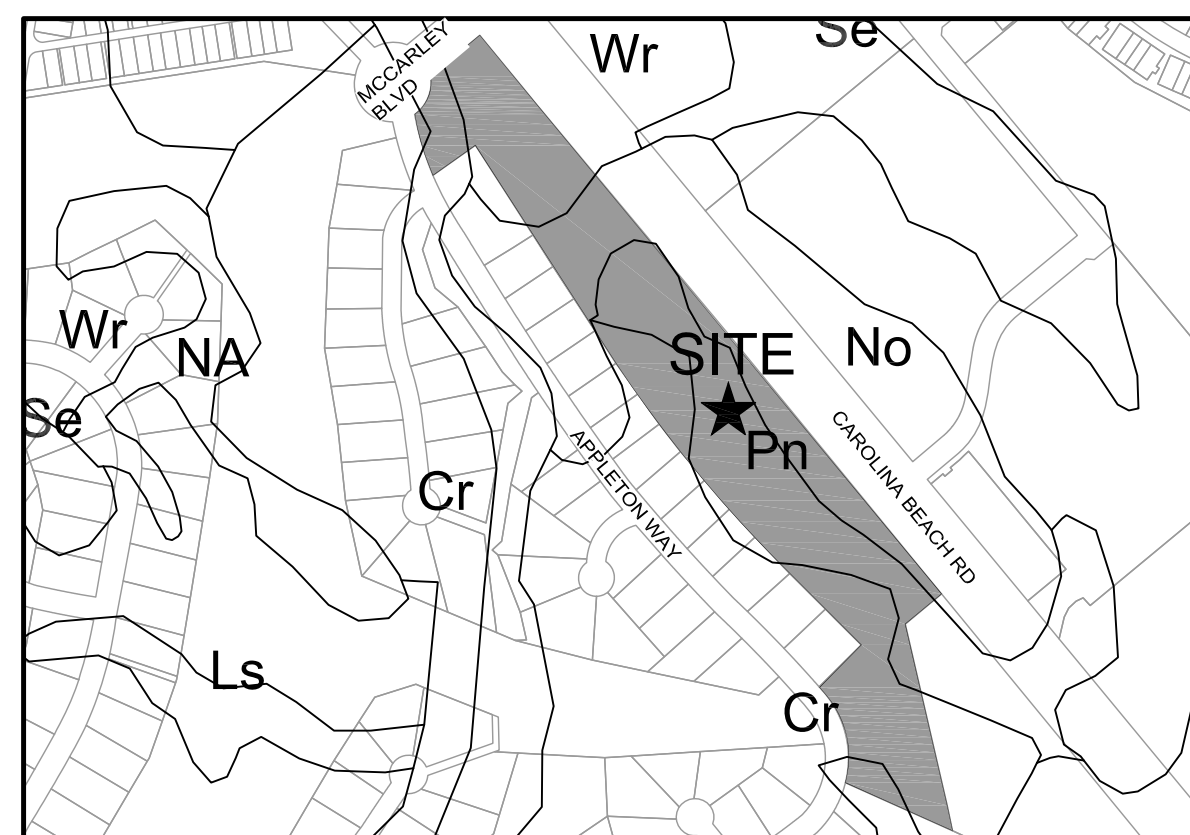 Se
Wr
MCCARLEY
BLVD
Wr
NA
SITE
No
Se
Pn
CAROLINA BEACH RD
Cr
APPLETON WAY
Ls
Cr